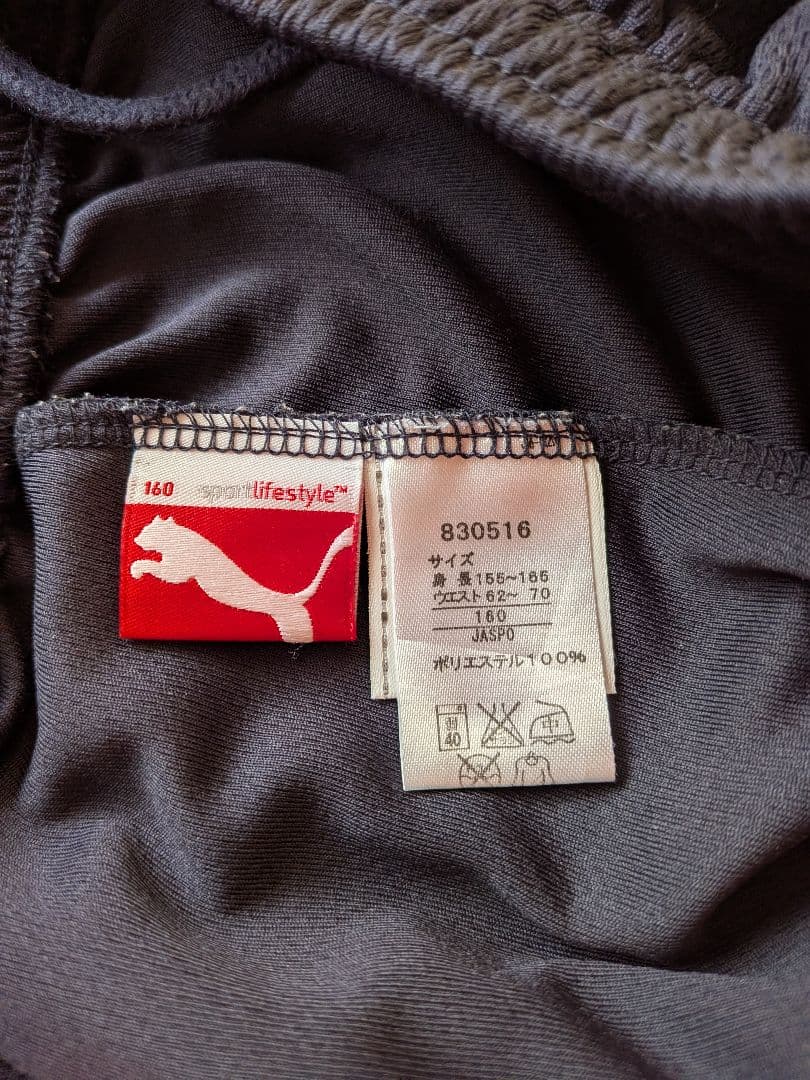 160 sportlifestyle™
830516
サイズ
身長155~165
ウエスト62~ 70
160
JASPO
ポリエステル100%
40
中